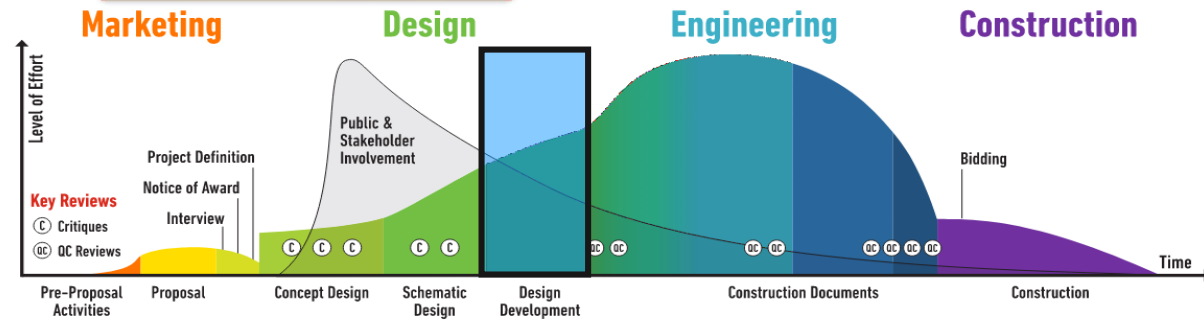 Marketing
Design
Engineering
Construction
Level of Effort
Public &
Stakeholder
Involvement
Project Definition
Notice of Award
Interview
Key Reviews
C Critiques
QC QC Reviews
C C C
C C
QC QC
QC QC
QC QC QC QC
Bidding
Time
Pre-Proposal
Activities
Proposal
Concept Design
Schematic
Design
Design
Development
Construction Documents
Construction